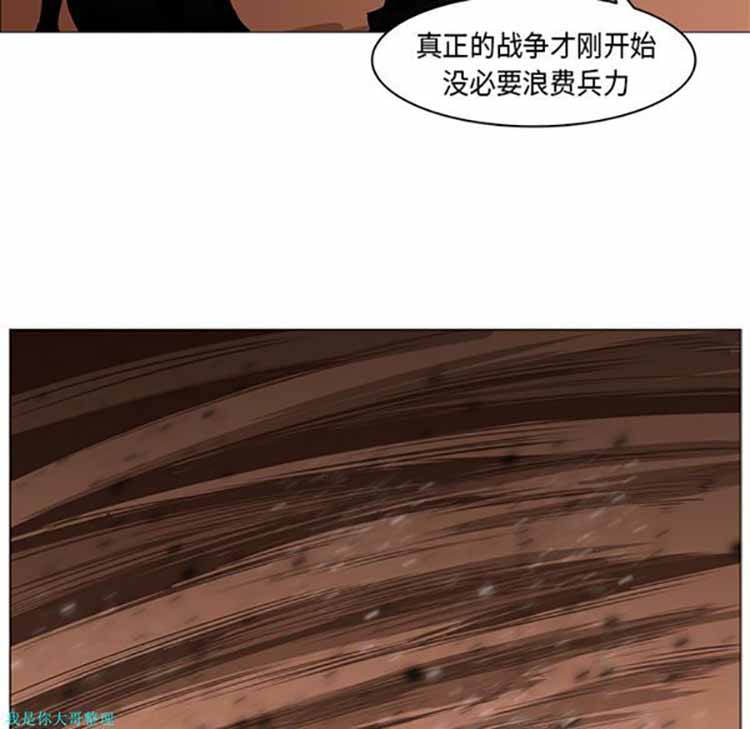 真正的战争才刚开始
没必要浪费兵力
我是你大哥整理